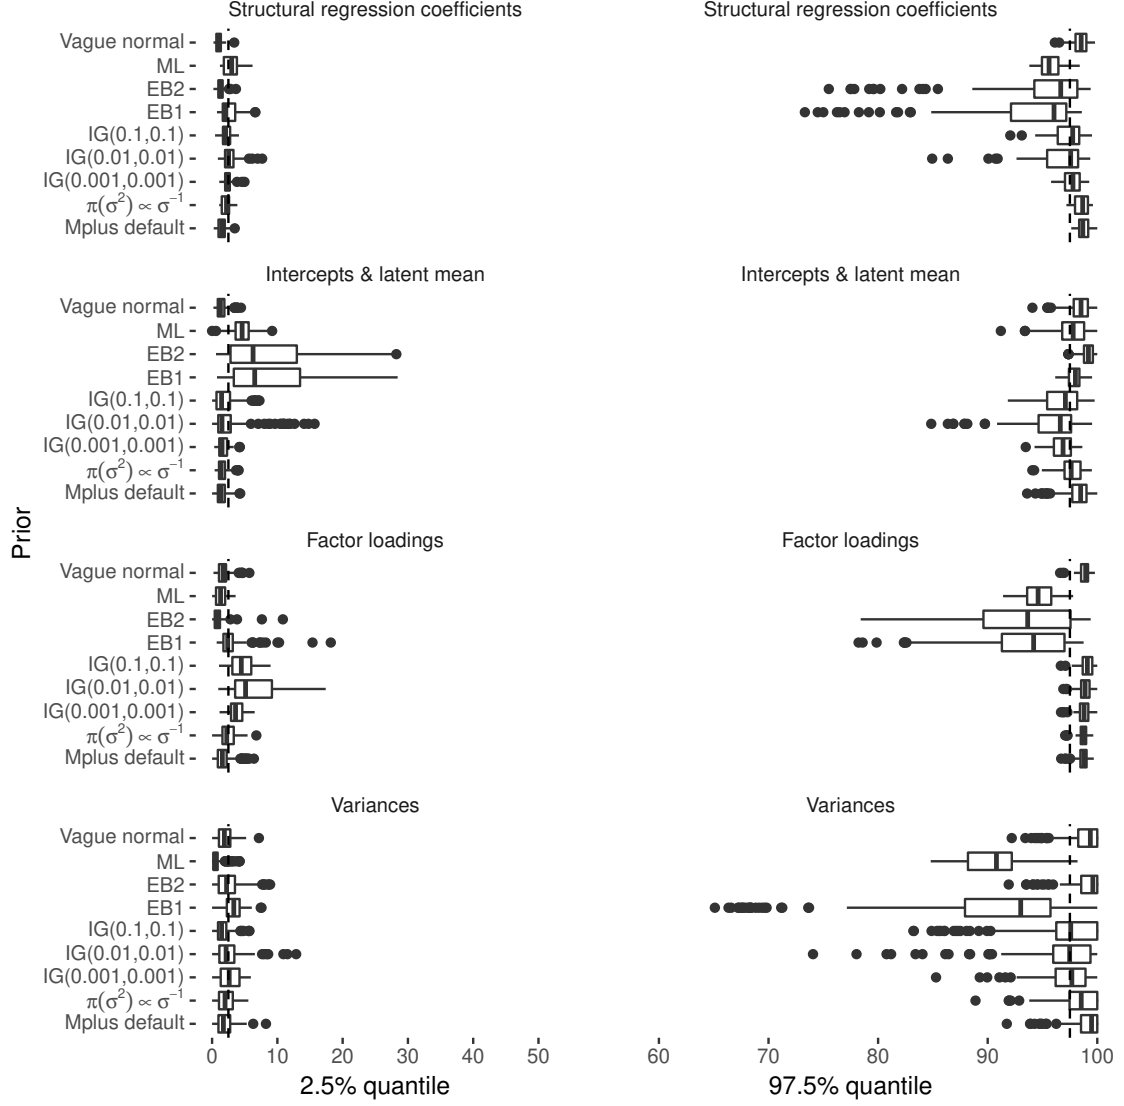 Structural regression coefficients Structural regression coefficients
Vague normal
ML
EB2
EB1
IG(0.1,0.1)
IG(0.01,0.01)
IG(0.001,0.001)
π(σ²) ∝ σ⁻¹
Mplus default
Intercepts & latent mean Intercepts & latent mean
Vague normal
ML
EB2
EB1
IG(0.1,0.1)
IG(0.01,0.01)
IG(0.001,0.001)
π(σ²) ∝ σ⁻¹
Mplus default
Prior
Factor loadings Factor loadings
Vague normal
ML
EB2
EB1
IG(0.1,0.1)
IG(0.01,0.01)
IG(0.001,0.001)
π(σ²) ∝ σ⁻¹
Mplus default
Variances Variances
Vague normal
ML
EB2
EB1
IG(0.1,0.1)
IG(0.01,0.01)
IG(0.001,0.001)
π(σ²) ∝ σ⁻¹
Mplus default
0 10 20 30 40 50 60 70 80 90 100
2.5% quantile 97.5% quantile